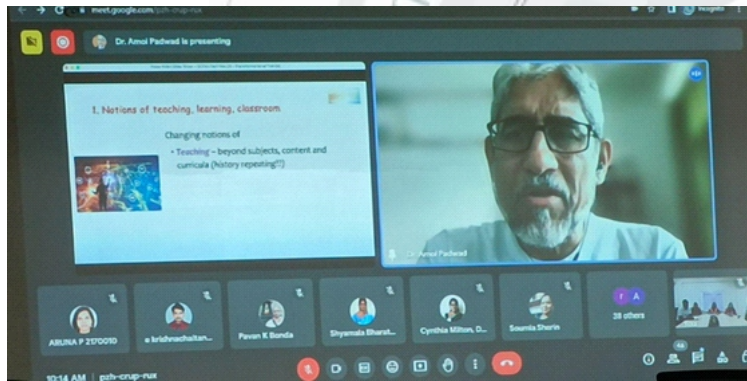 meet.google.com/pzh-crup-rux
Incognito
Dr. Amol Padwad is presenting
1. Notions of teaching, learning, classroom
Changing notions of
• Teaching – beyond subjects, content and
curricula (history repeating!!!)
Dr. Amol Padwad
ARUNA P 2170010
e krishnachaitan...
Pavan K Bonda
Shyamala Bharat...
Cynthia Milton, D...
Soumia Sherin
r A
28 others
10:14 AM | pzh-crup-rux